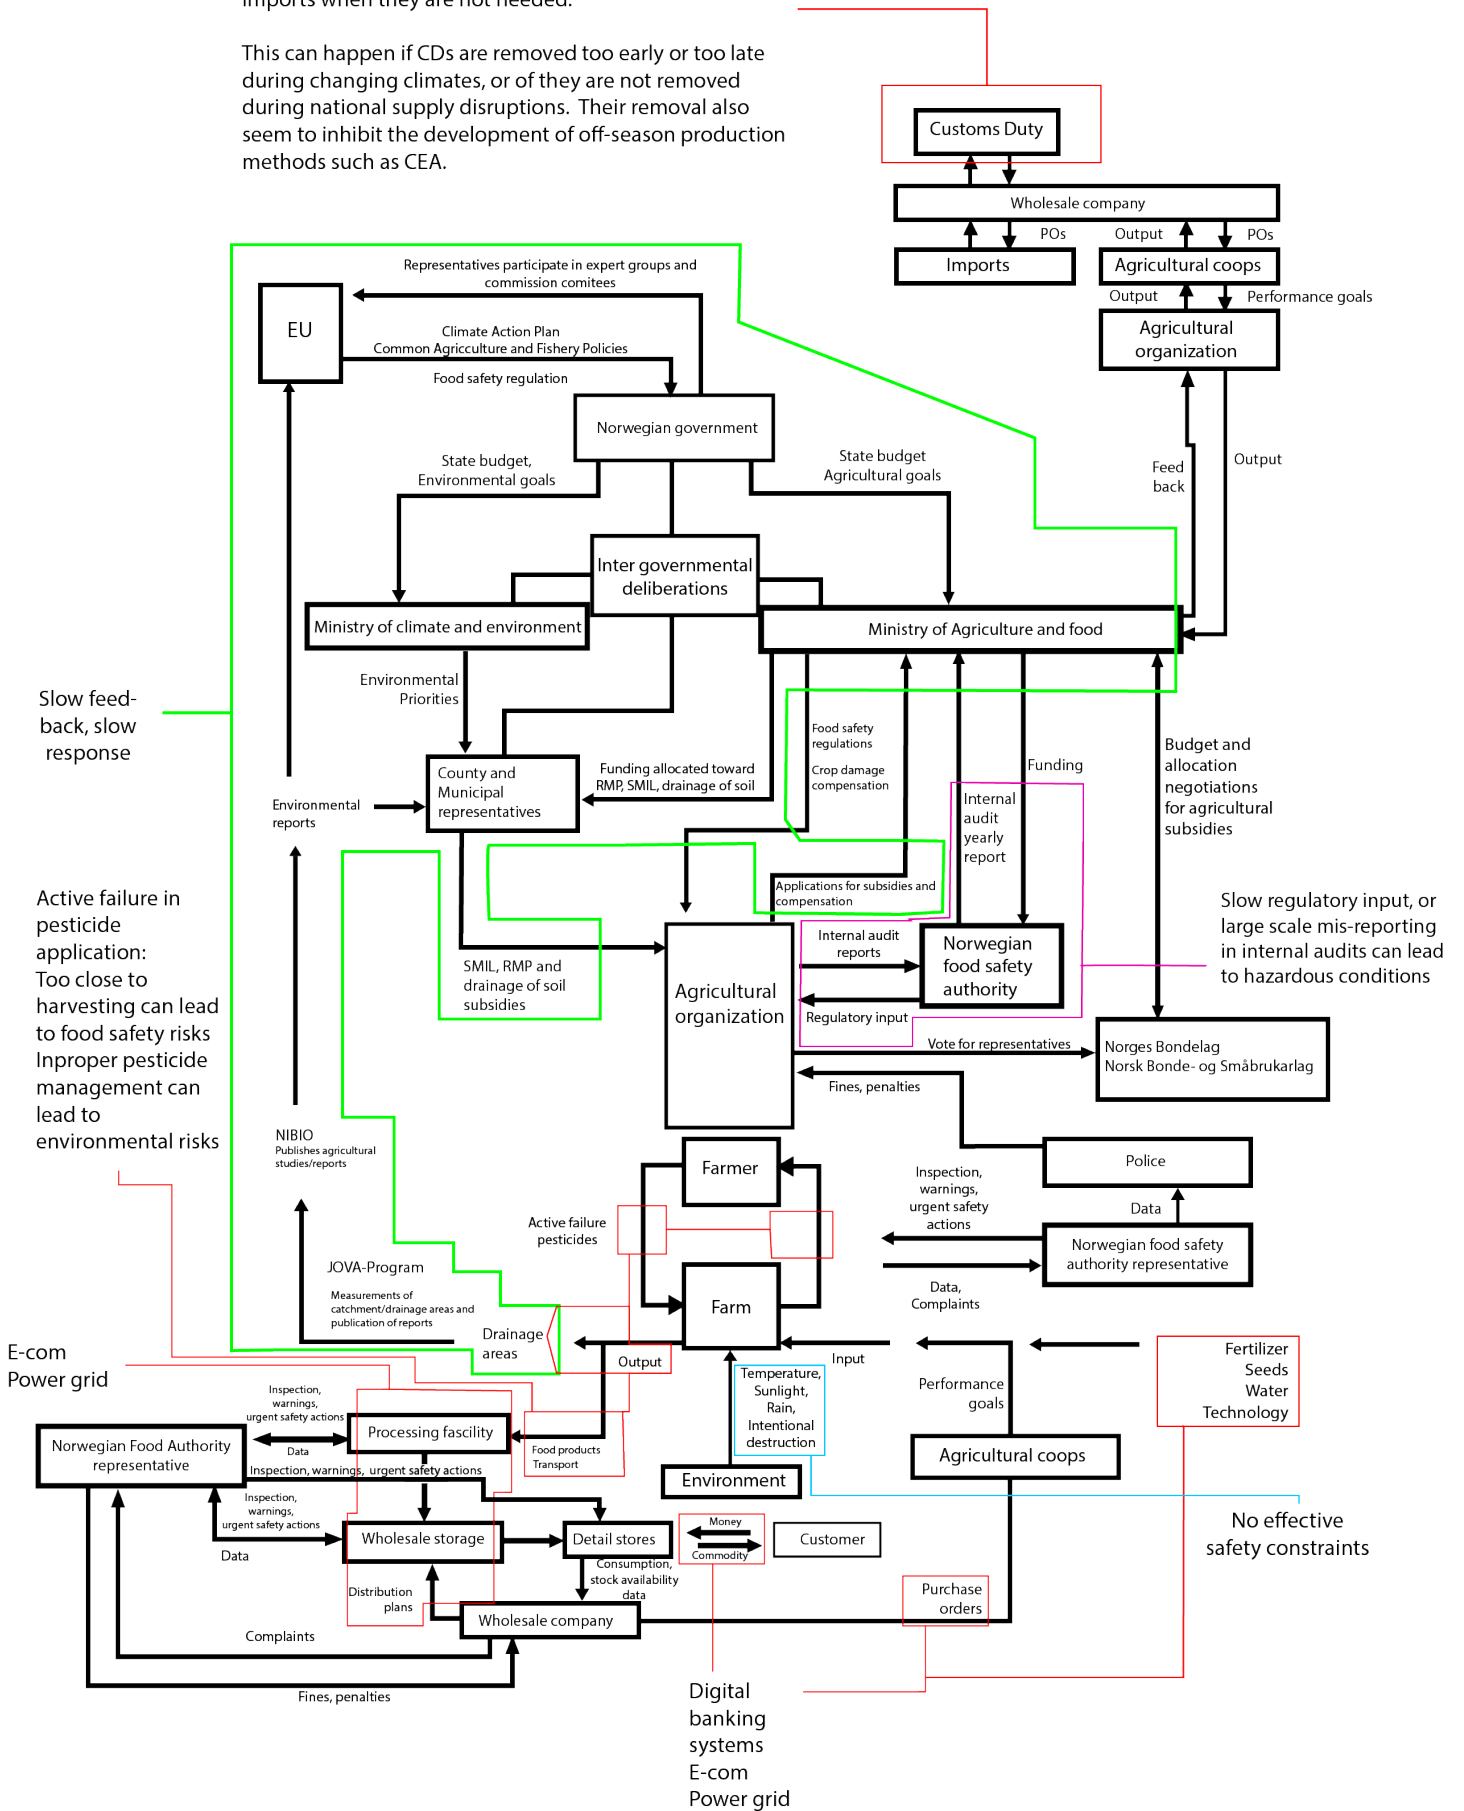 imports when they are not needed.
This can happen if CDs are removed too early or too late
during changing climates, or of they are not removed
during national supply disruptions.  Their removal also
seem to inhibit the development of off-season production
methods such as CEA.
Customs Duty
Wholesale company
POs
Output
POs
Imports
Agricultural coops
Output
Performance goals
Agricultural
organization
Representatives participate in expert groups and
commission comitees
EU
Climate Action Plan
Common Agricculture and Fishery Policies
Food safety regulation
Norwegian government
State budget,
Environmental goals
State budget
Agricultural goals
Feed
back
Output
Inter governmental
deliberations
Ministry of climate and environment
Ministry of Agriculture and food
Environmental
Priorities
Slow feed-
back, slow
response
Food safety
regulations
Crop damage
compensation
Funding
Budget and
allocation
negotiations
for agricultural
subsidies
County and
Municipal
representatives
Funding allocated toward
RMP, SMIL, drainage of soil
Environmental
reports
Internal
audit
yearly
report
Applications for subsidies and
compensation
Active failure in
pesticide
application:
Too close to
harvesting can lead
to food safety risks
Inproper pesticide
management can
lead to
environmental risks
Slow regulatory input, or
large scale mis-reporting
in internal audits can lead
to hazardous conditions
SMIL, RMP and
drainage of soil
subsidies
Agricultural
organization
Internal audit
reports
Regulatory input
Norwegian
food safety
authority
Vote for representatives
Norges Bondelag
Norsk Bonde- og Småbrukarlag
Fines, penalties
NIBIO
Publishes agricultural
studies/reports
Farmer
Police
Inspection,
warnings,
urgent safety
actions
Data
Active failure
pesticides
Norwegian food safety
authority representative
Data,
Complaints
JOVA-Program
Measurements of
catchment/drainage areas and
publication of reports
Farm
Drainage
areas
Output
Input
Fertilizer
Seeds
Water
Technology
E-com
Power grid
Temperature,
Sunlight,
Rain,
Intentional
destruction
Performance
goals
Inspection,
warnings,
urgent safety actions
Data
Processing fascility
Food products
Transport
Norwegian Food Authority
representative
Inspection, warnings,  urgent safety actions
Agricultural coops
Environment
Inspection,
warnings,
urgent safety actions
Data
Wholesale storage
Detail stores
Money
Commodity
Customer
No effective
safety constraints
Consumption,
stock availability
data
Distribution
plans
Wholesale company
Purchase
orders
Complaints
Fines, penalties
Digital
banking
systems
E-com
Power grid